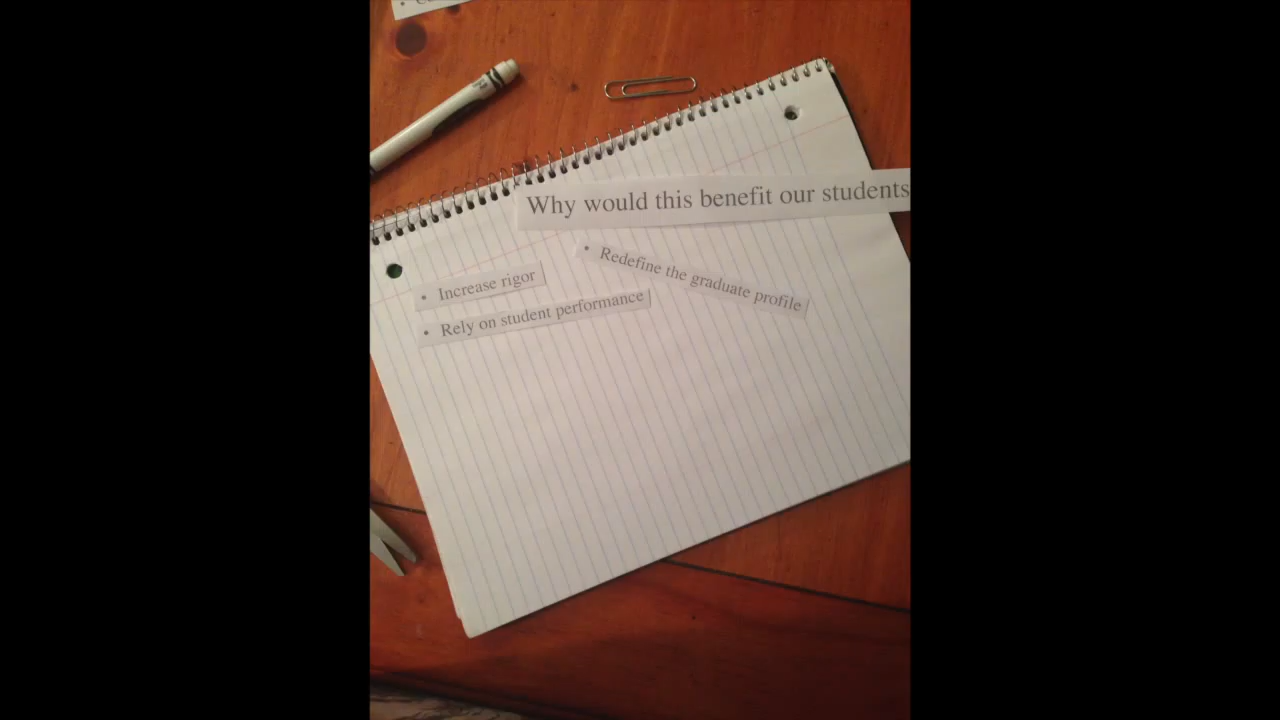 Why would this benefit our students
• Increase rigor
• Rely on student performance
• Redefine the graduate profile